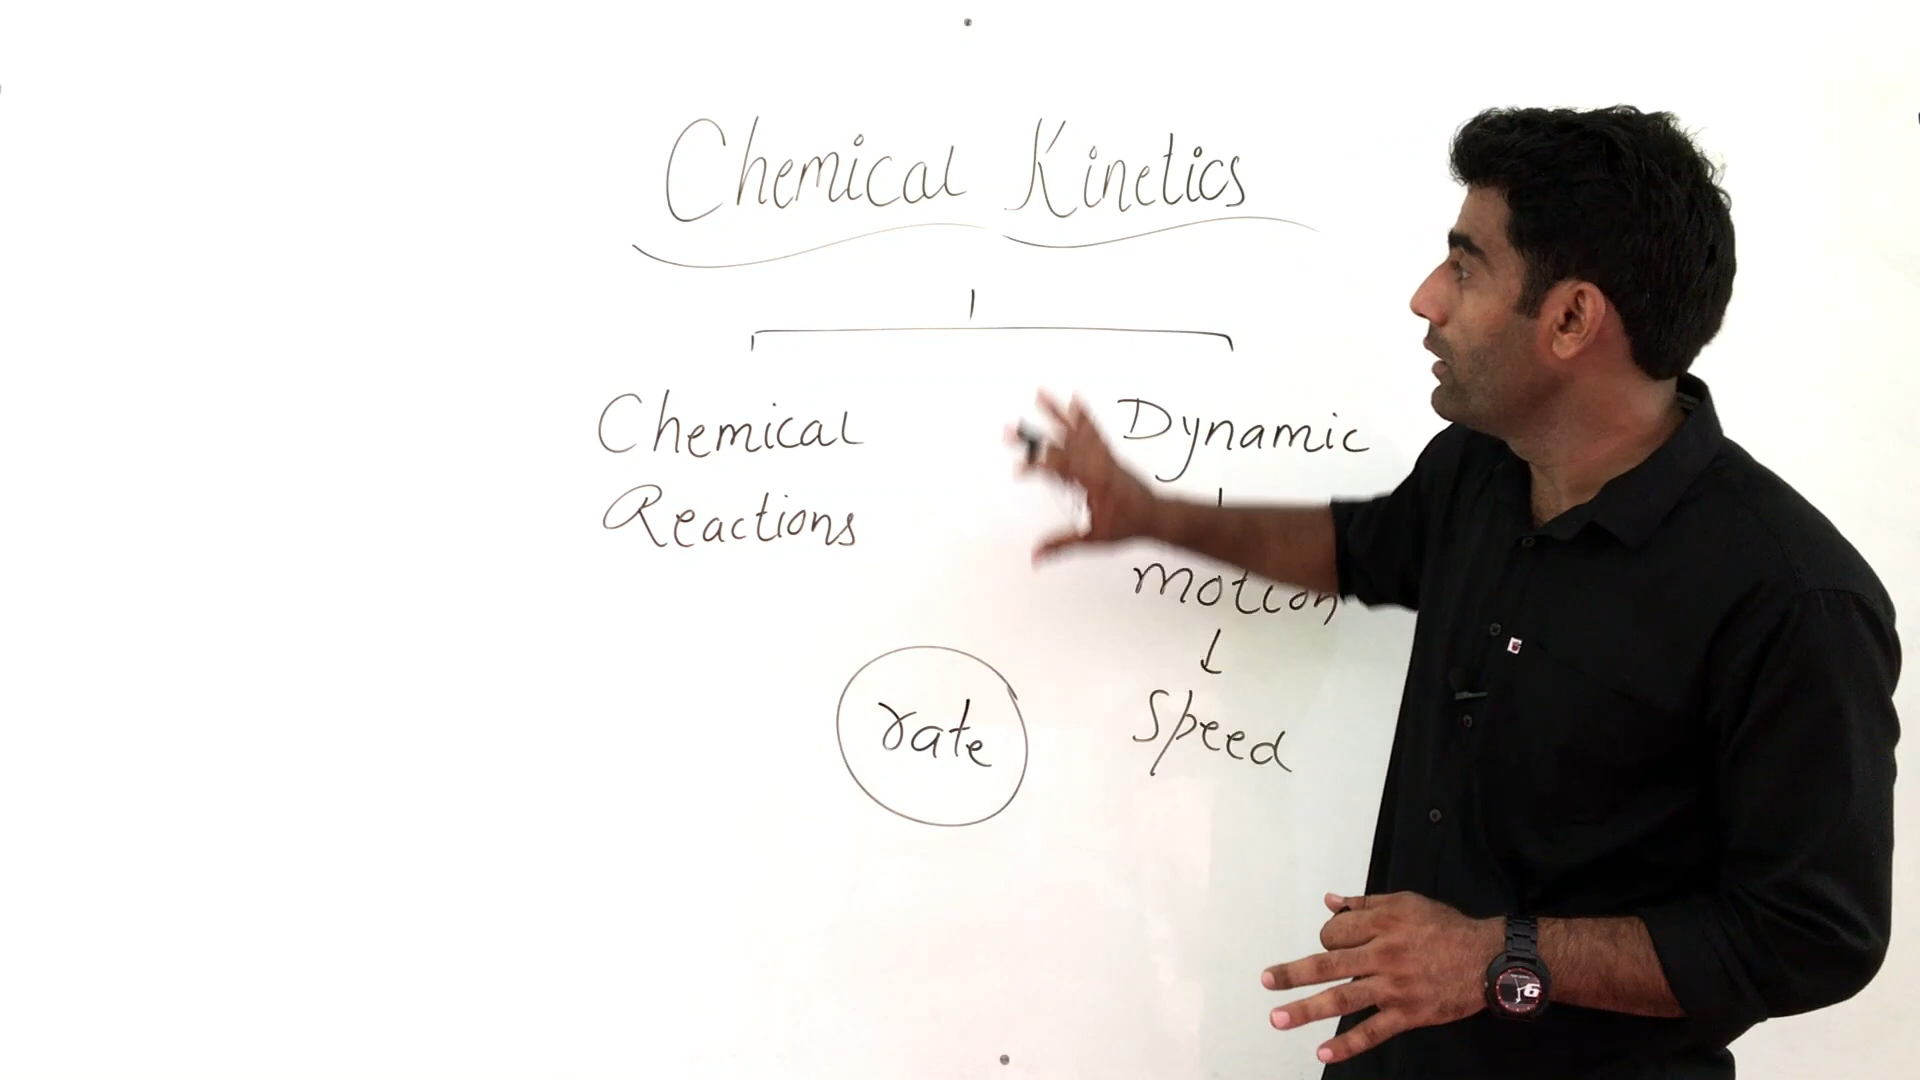 Chemical Kinetics
Chemical
Reactions
Dynamic
motion
Speed
rate